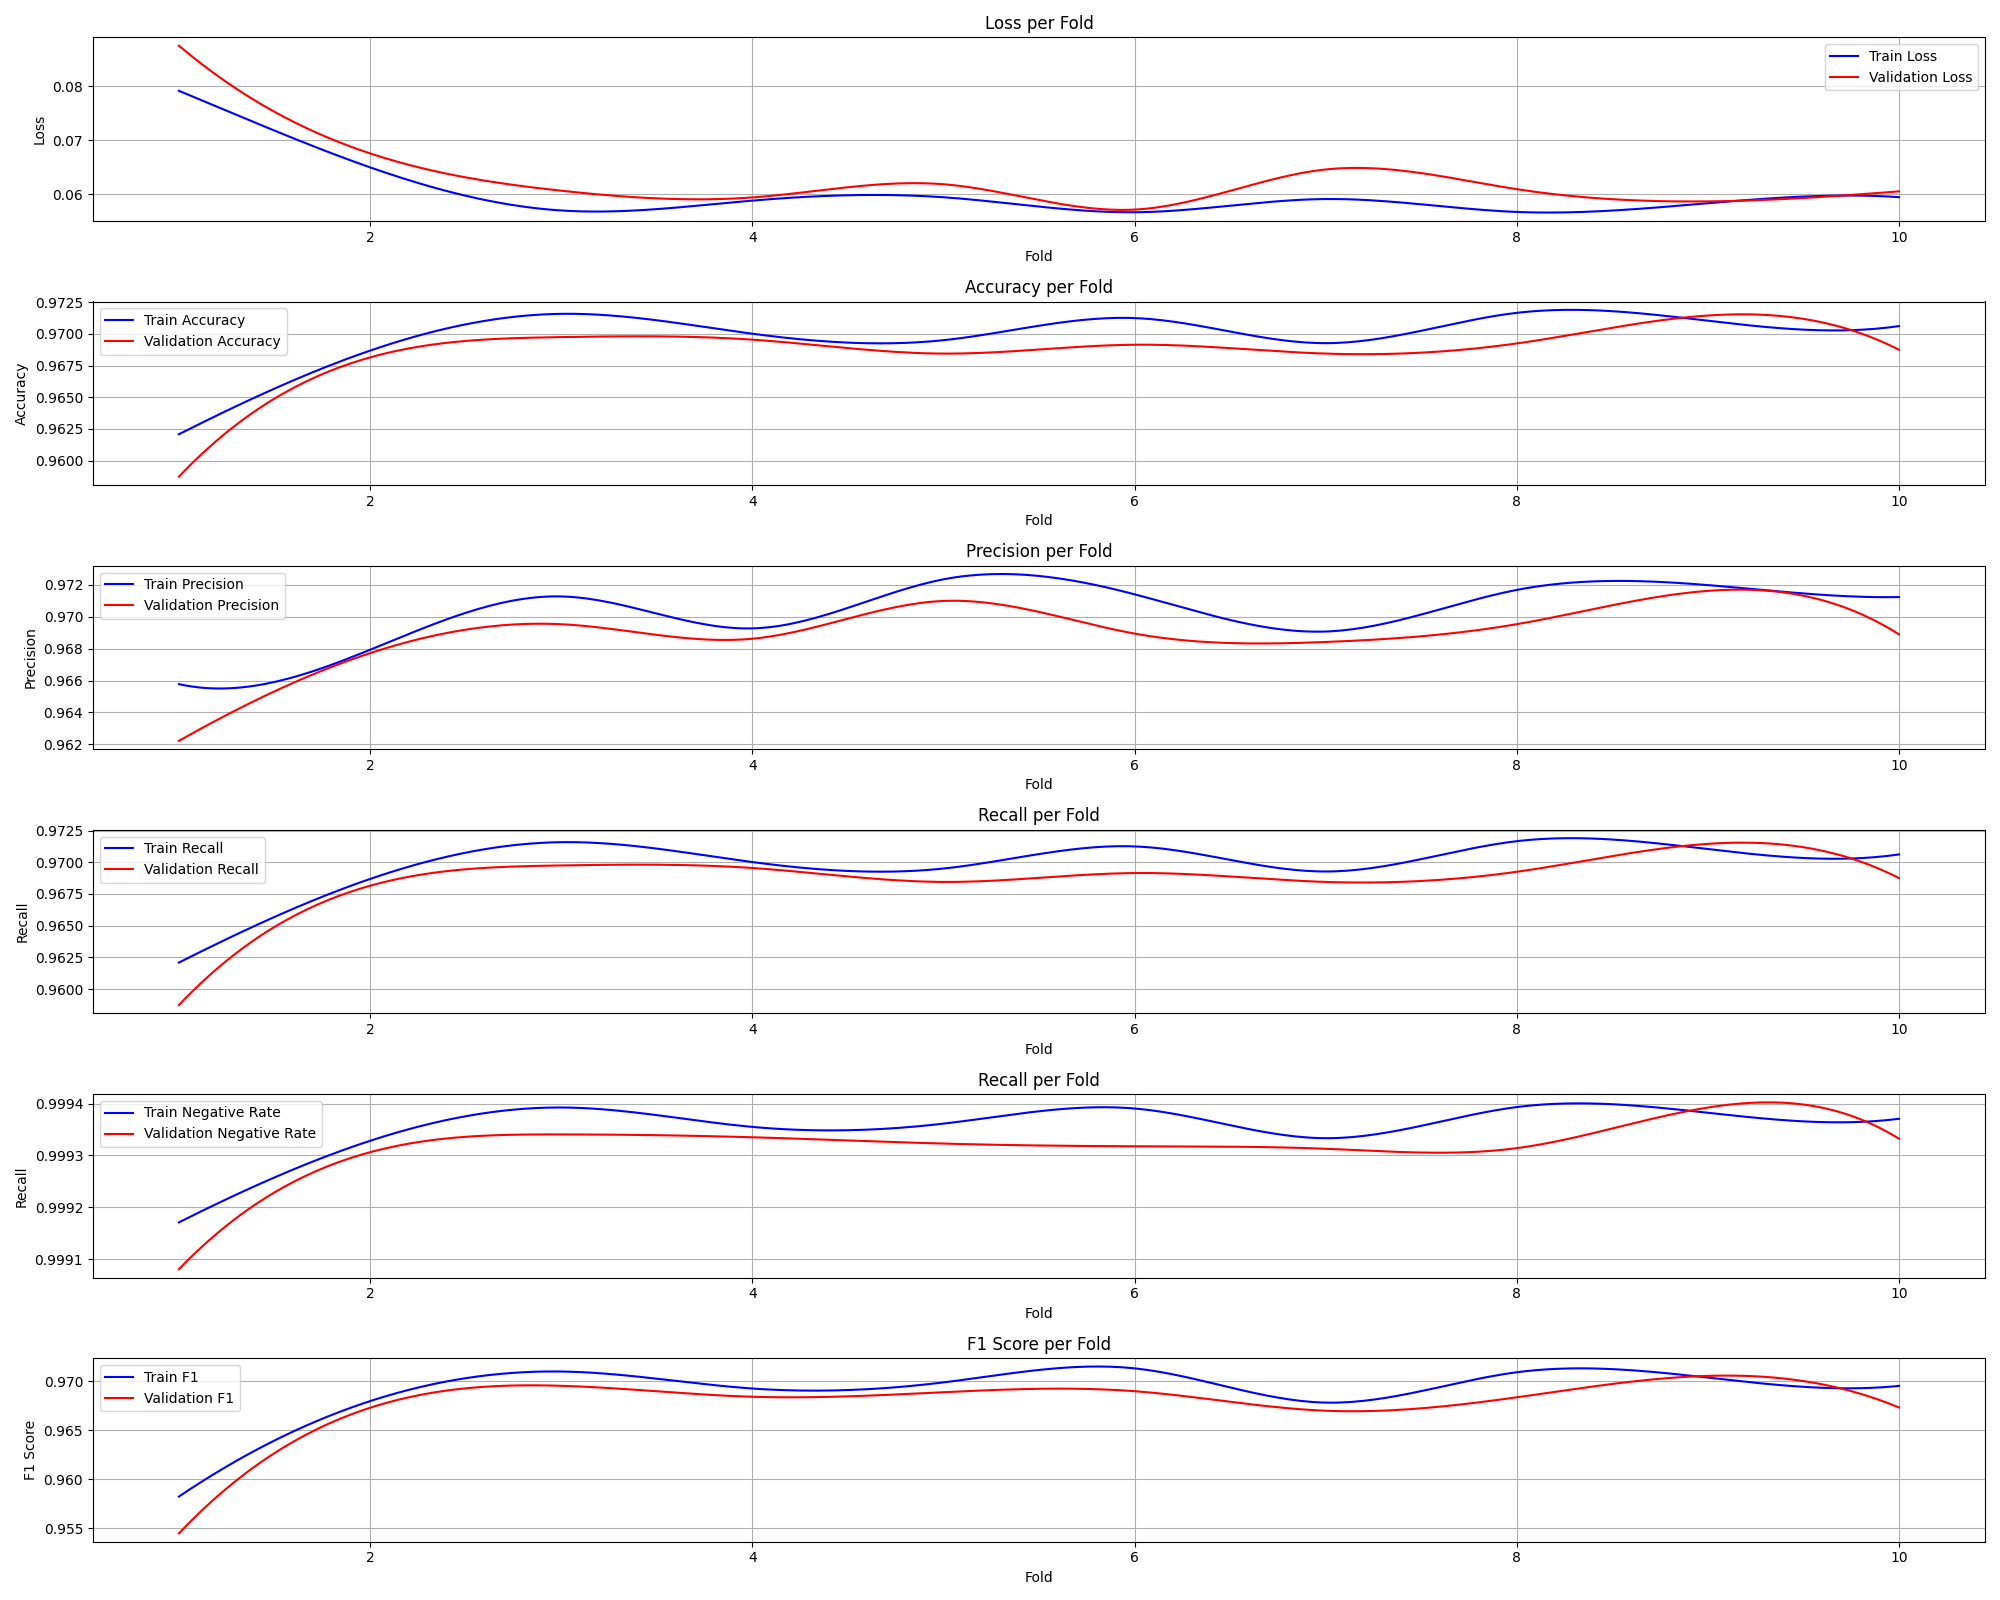 Loss per Fold
Train Loss
Validation Loss
0.08
0.07
0.06
Loss
2 4 6 8 10
Fold
Accuracy per Fold
Train Accuracy
Validation Accuracy
0.9725
0.9700
0.9675
0.9650
0.9625
0.9600
Accuracy
2 4 6 8 10
Fold
Precision per Fold
Train Precision
Validation Precision
0.972
0.970
0.968
0.966
0.964
0.962
Precision
2 4 6 8 10
Fold
Recall per Fold
Train Recall
Validation Recall
0.9725
0.9700
0.9675
0.9650
0.9625
0.9600
Recall
2 4 6 8 10
Fold
Recall per Fold
Train Negative Rate
Validation Negative Rate
0.9994
0.9993
0.9992
0.9991
Recall
2 4 6 8 10
Fold
F1 Score per Fold
Train F1
Validation F1
0.970
0.965
0.960
0.955
F1 Score
2 4 6 8 10
Fold